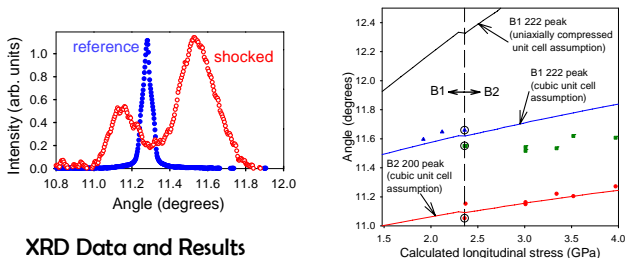 reference
shocked
Intensity (arb. units)
1.0
0.8
0.6
0.4
0.2
0.0
10.8 11.0 11.2 11.4 11.6 11.8 12.0
Angle (degrees)
XRD Data and Results
Angle (degrees)
12.4
12.2
12.0
11.8
11.6
11.4
11.2
11.0
B1 222 peak
(uniaxially compressed
unit cell assumption)
B1 B2
B1 222 peak
(cubic unit cell
assumption)
B2 200 peak
(cubic unit cell
assumption)
1.5 2.0 2.5 3.0 3.5 4.0
Calculated longitudinal stress (GPa)